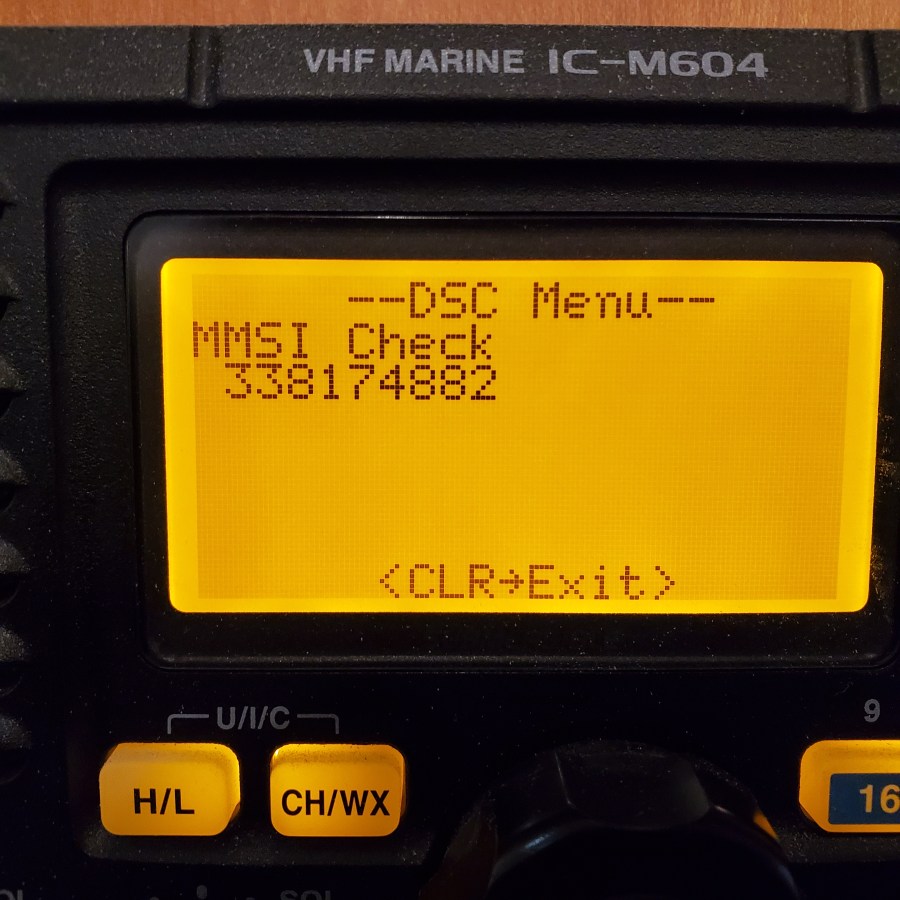 VHF MARINE IC-M604
--DSC Menu--
MMSI Check
338174882
<CLR→Exit>
U/I/C
9
H/L
CH/WX
16